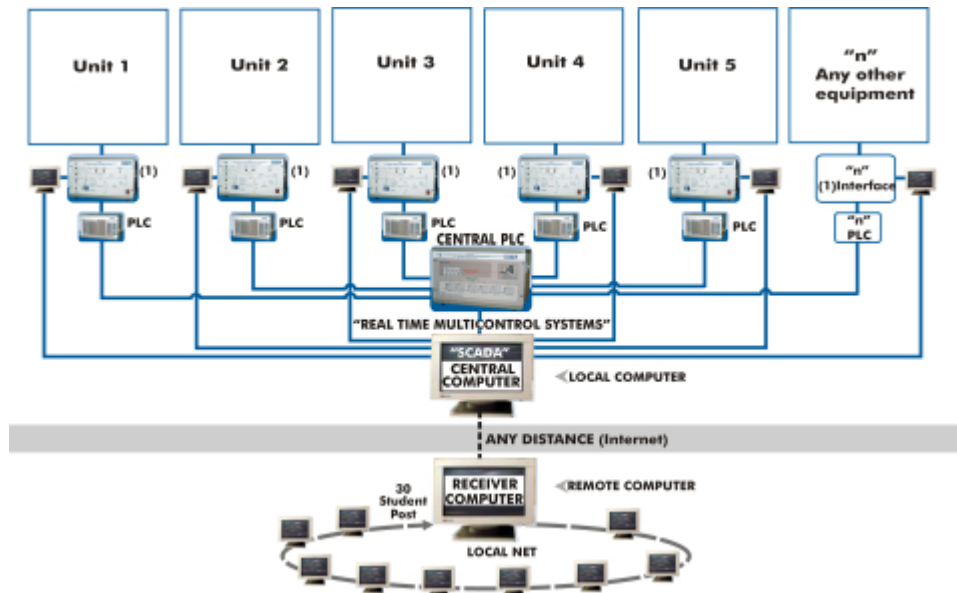 Unit 1
Unit 2
Unit 3
Unit 4
Unit 5
“n”
Any other
equipment
(1)
(1)
(1)
(1)
(1)
“n”
(1)Interface
PLC
PLC
PLC
PLC
PLC
“n”
PLC
CENTRAL PLC
“REAL TIME MULTICONTROL SYSTEMS”
“SCADA”
CENTRAL
COMPUTER
LOCAL COMPUTER
ANY DISTANCE (Internet)
RECEIVER
COMPUTER
REMOTE COMPUTER
30
Student
Post
LOCAL NET